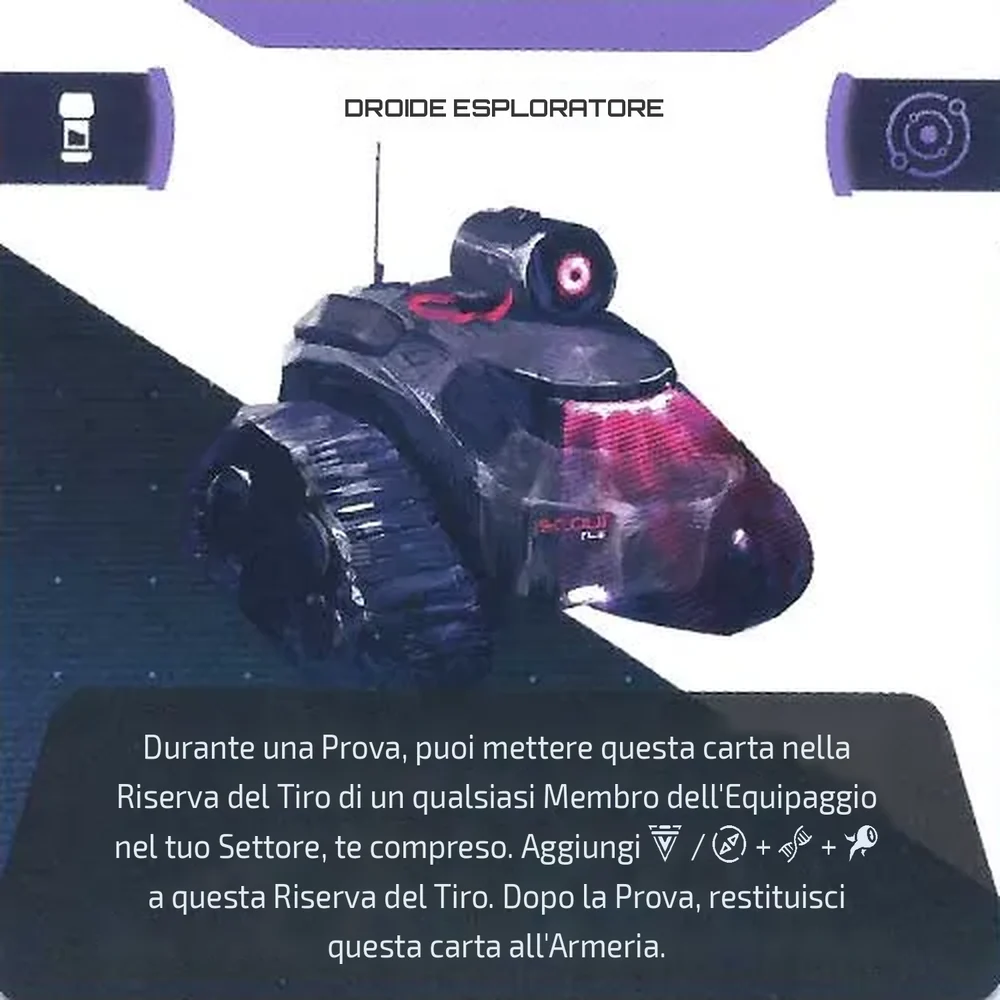 DROIDE ESPLORATORE
Durante una Prova, puoi mettere questa carta nella
Riserva del Tiro di un qualsiasi Membro dell'Equipaggio
nel tuo Settore, te compreso. Aggiungi / + +
a questa Riserva del Tiro. Dopo la Prova, restituisci
questa carta all'Armeria.